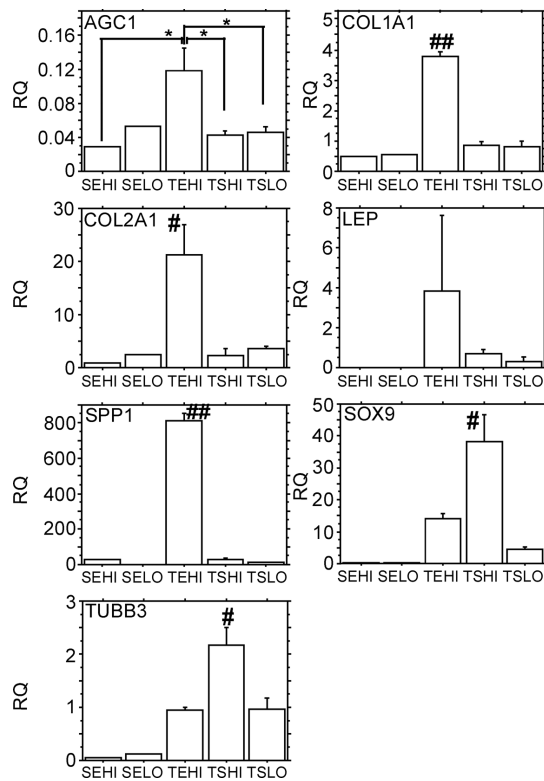 AGC1
* * *
RQ
0.16
0.12
0.08
0.04
0
SEHI SELO TEHI TSHI TSLO
COL1A1
##
RQ
5
4
3
2
1
0
SEHI SELO TEHI TSHI TSLO
COL2A1
#
RQ
30
20
10
0
SEHI SELO TEHI TSHI TSLO
LEP
RQ
8
6
4
2
0
SEHI SELO TEHI TSHI TSLO
SPP1
##
RQ
800
600
400
200
0
SEHI SELO TEHI TSHI TSLO
SOX9
#
RQ
50
40
30
20
10
0
SEHI SELO TEHI TSHI TSLO
TUBB3
#
RQ
3
2
1
0
SEHI SELO TEHI TSHI TSLO